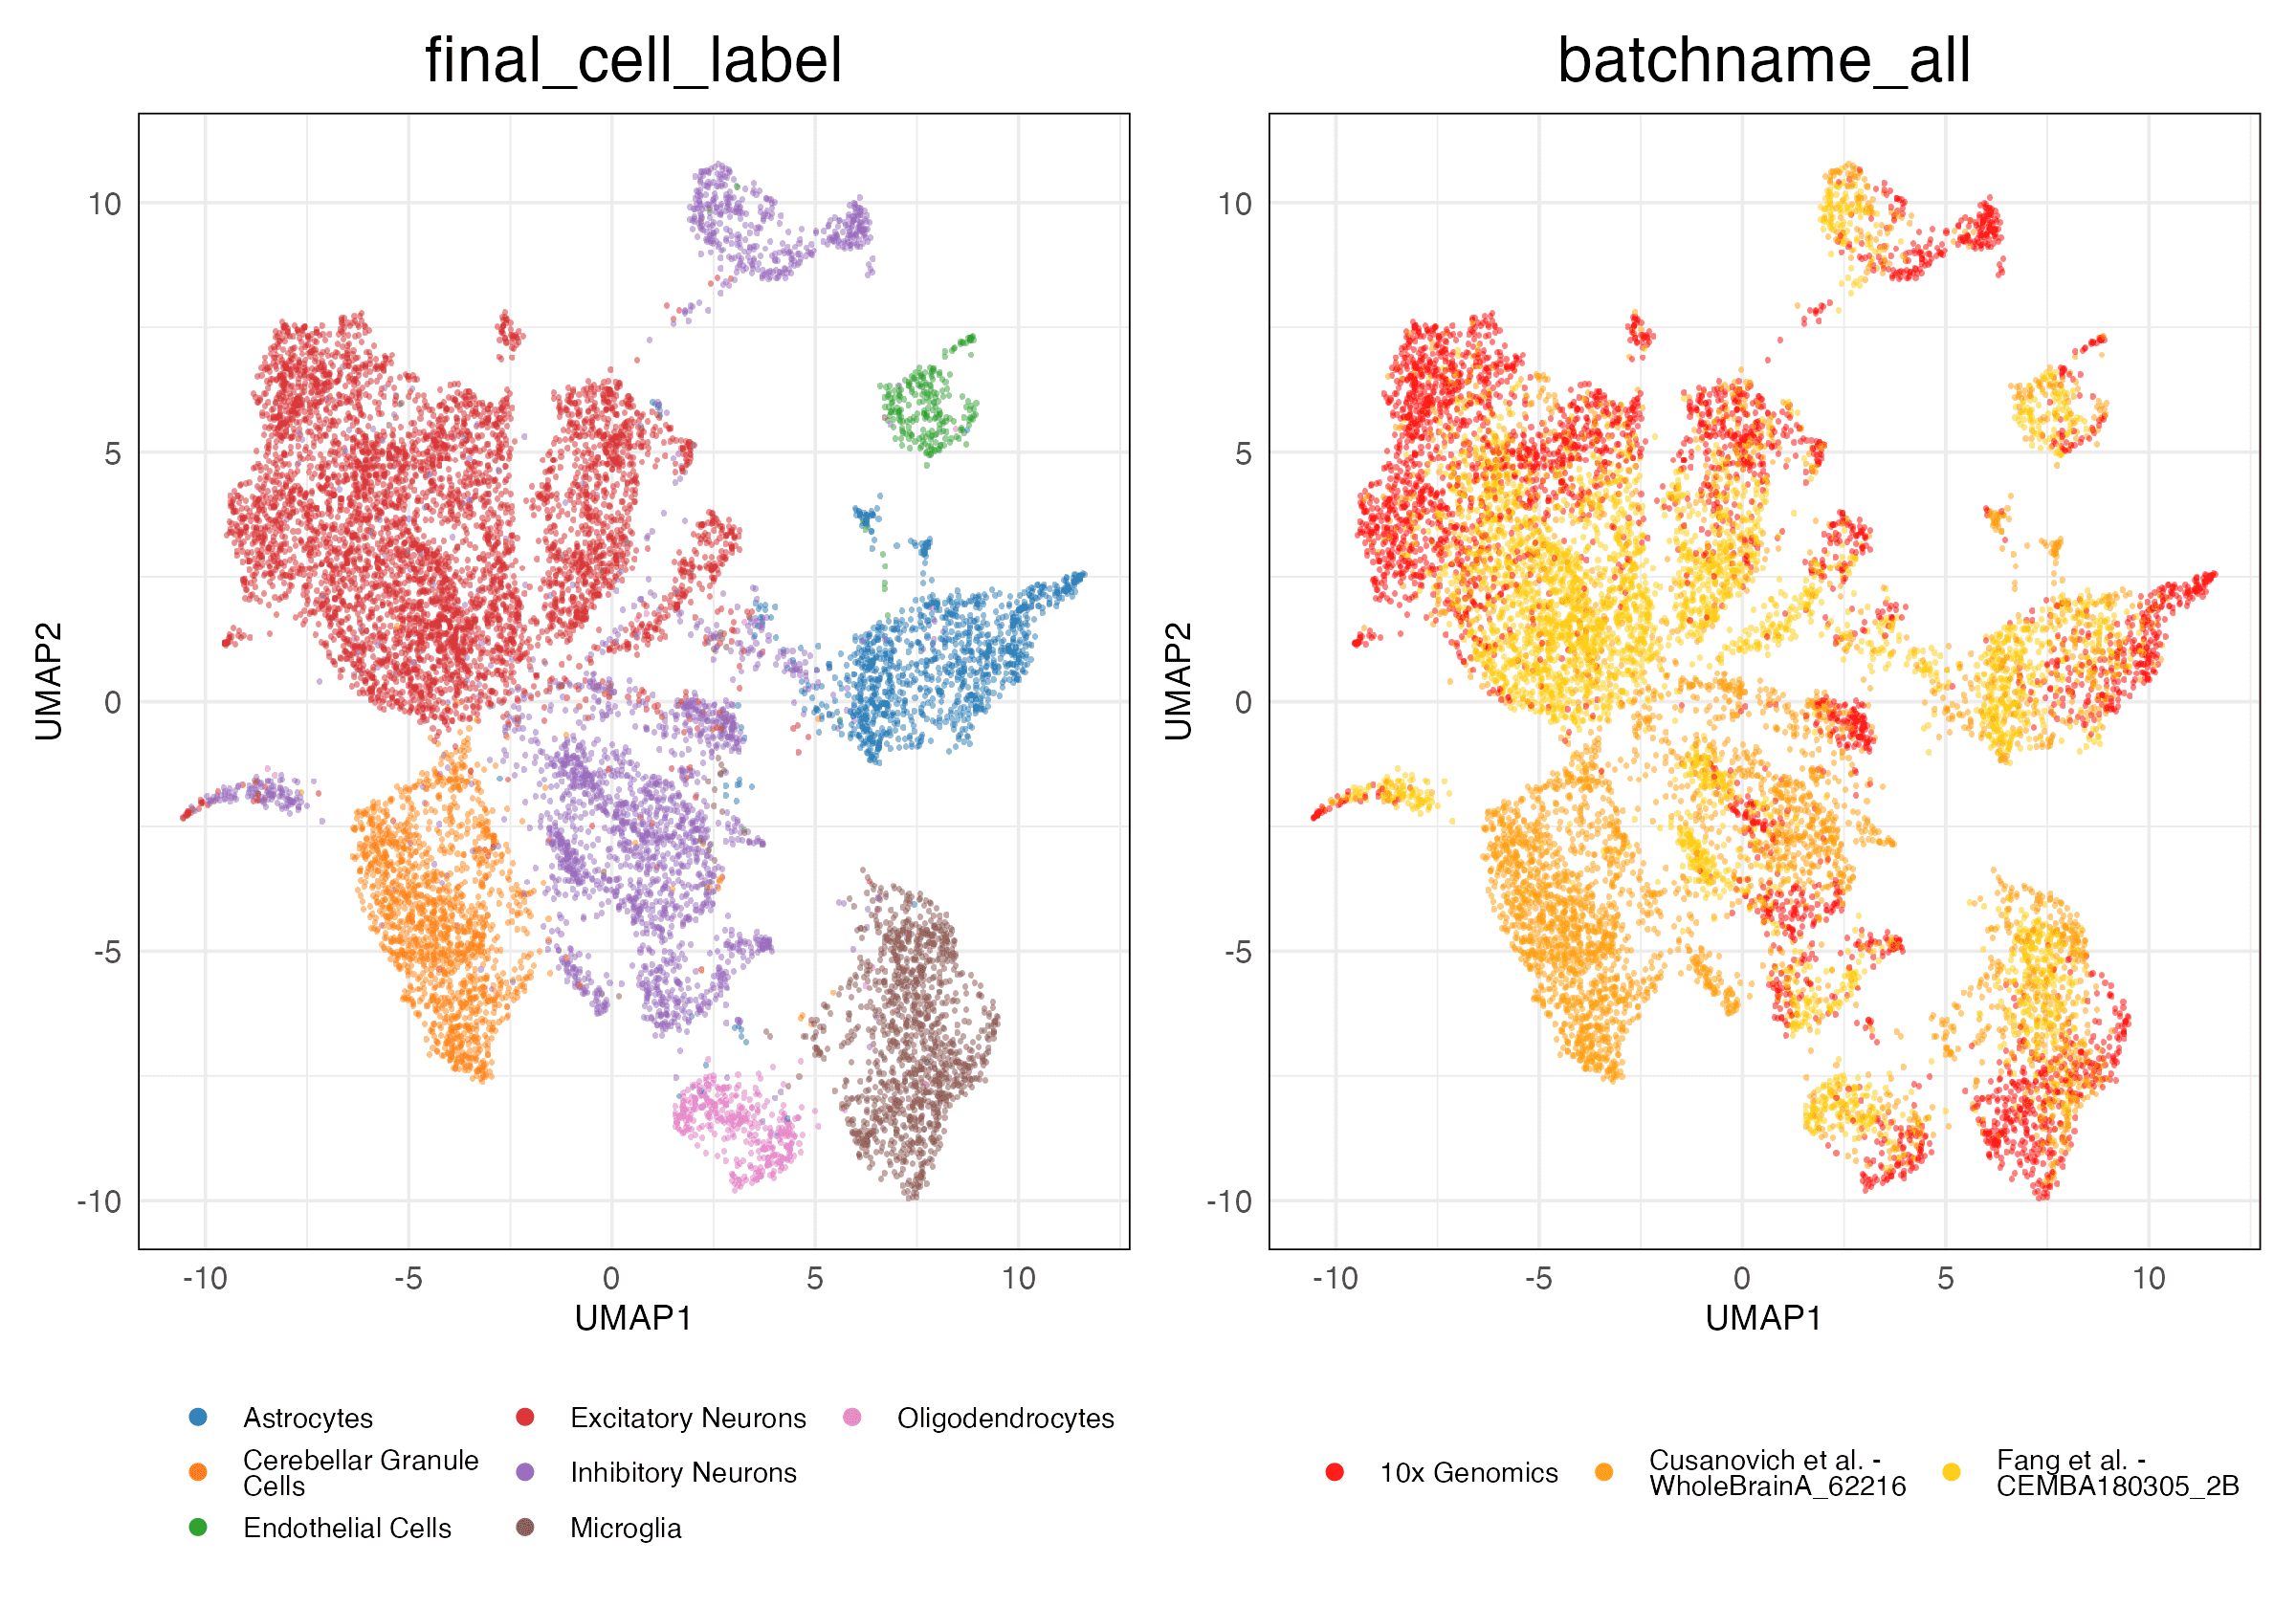 final_cell_label
batchname_all
10
5
0
-5
-10
UMAP2
-10
-5
0
5
10
UMAP1
10
5
0
-5
-10
UMAP2
-10
-5
0
5
10
UMAP1
Astrocytes
Cerebellar Granule
Cells
Endothelial Cells
Excitatory Neurons
Inhibitory Neurons
Microglia
Oligodendrocytes
10x Genomics
Cusanovich et al. -
WholeBrainA_62216
Fang et al. -
CEMBA180305_2B